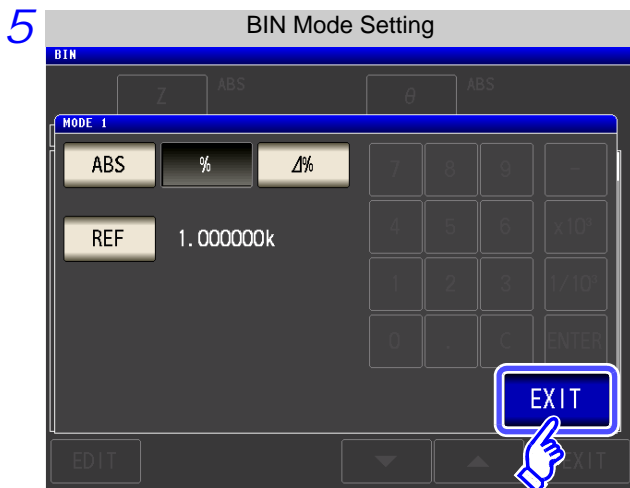 5
BIN Mode Setting
BIN
Z ABS θ ABS
MODE 1
ABS % Δ% 7 8 9 −
REF 1.000000k 4 5 6 x10³
1 2 3 1/10³
0 . C ENTER
EXIT
EDIT EXIT